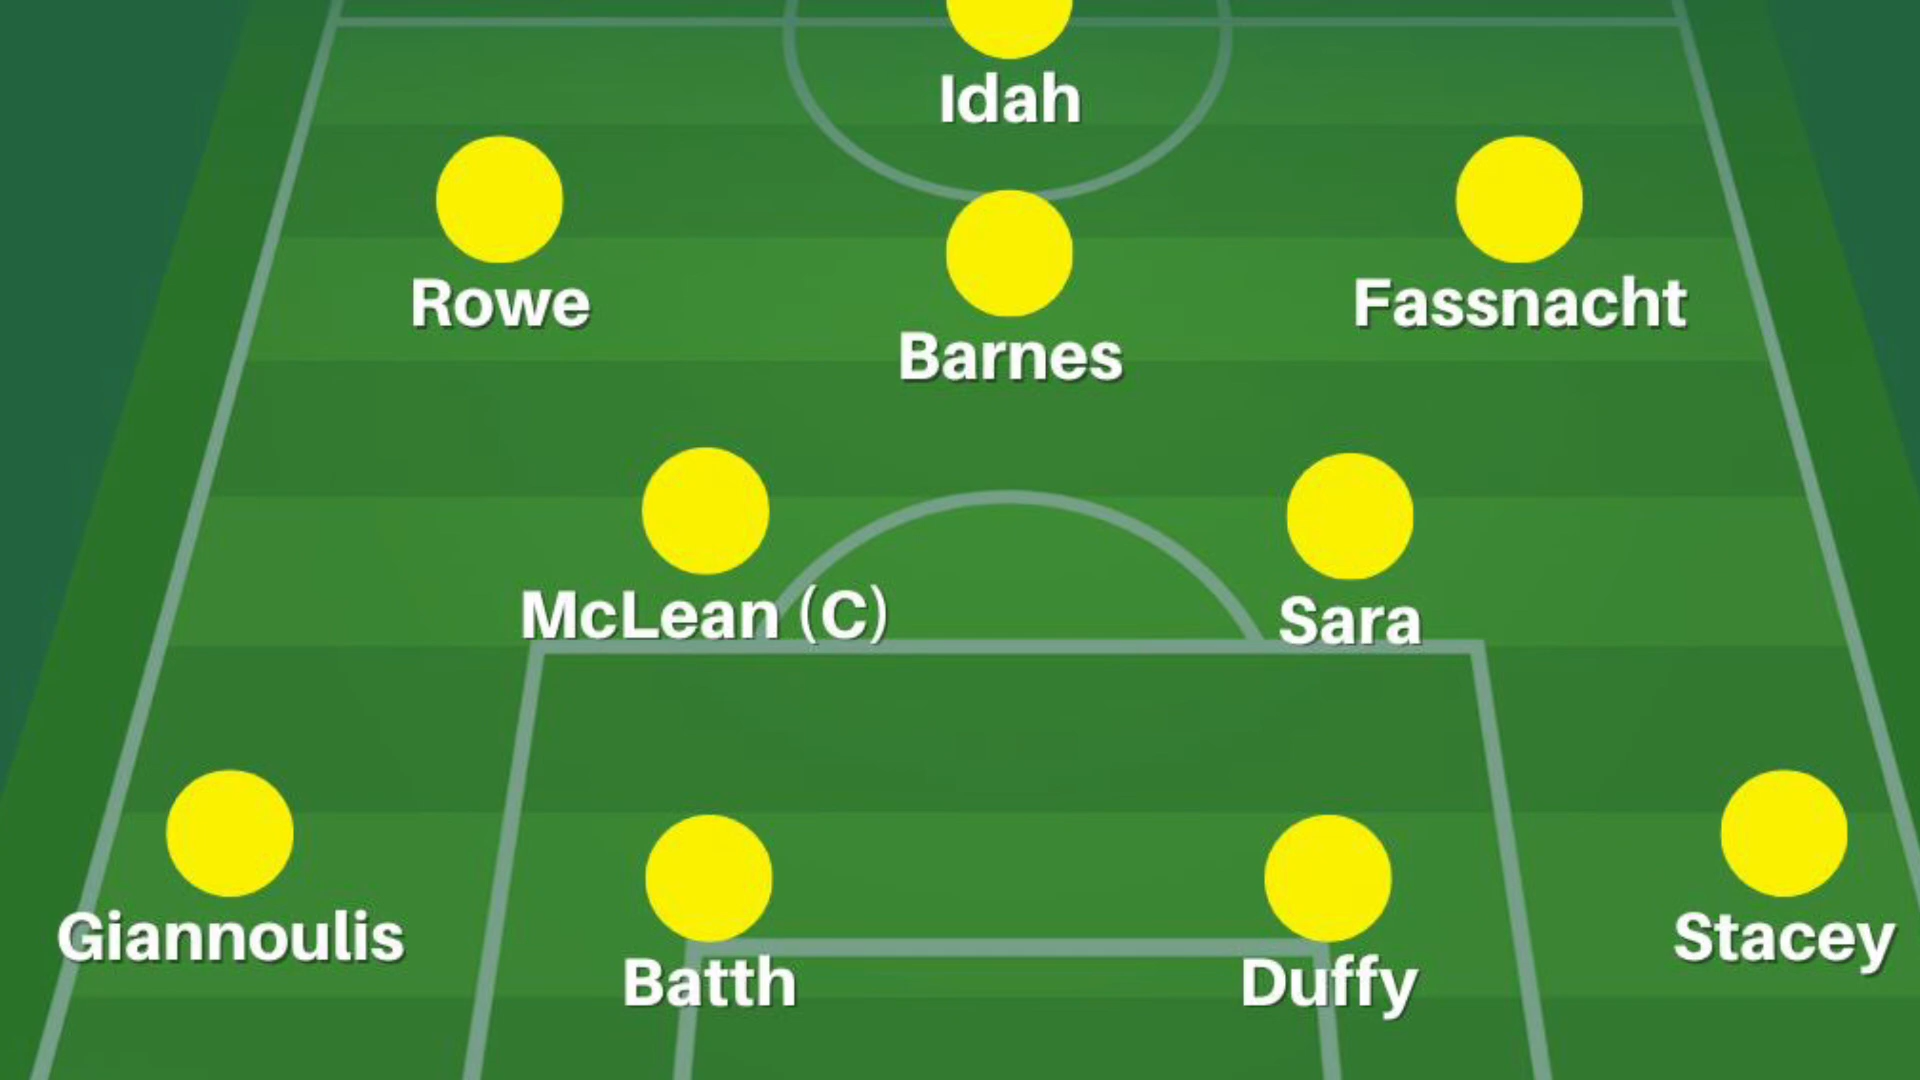 Idah
Rowe
Fassnacht
Barnes
McLean (C)
Sara
Giannoulis
Stacey
Batth
Duffy